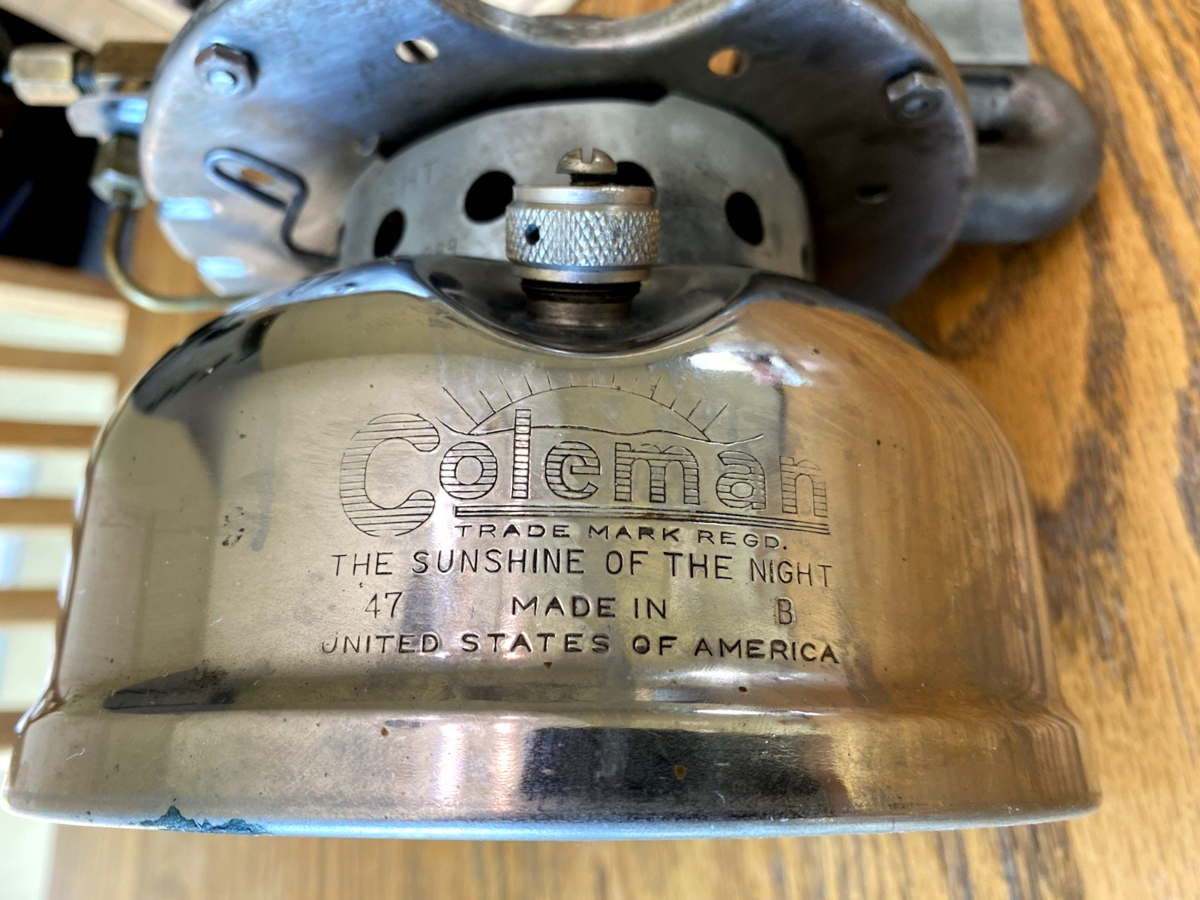 Coleman
TRADE MARK REGD.
THE SUNSHINE OF THE NIGHT
47 MADE IN B
UNITED STATES OF AMERICA